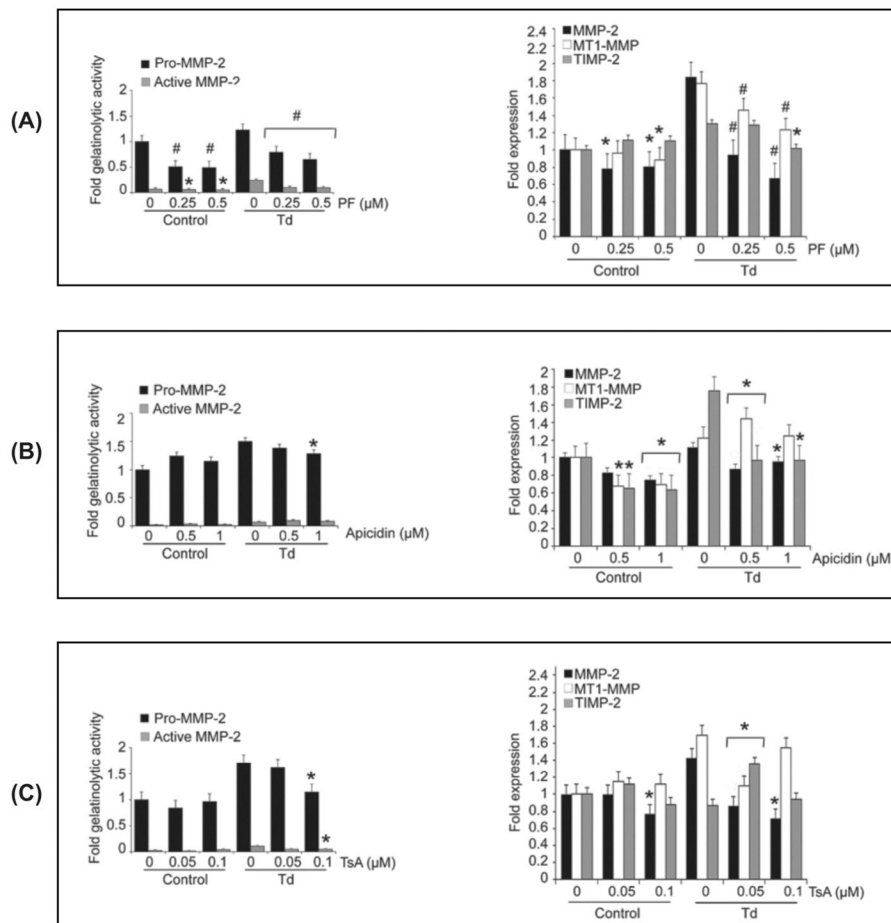 (A)
Pro-MMP-2
Active MMP-2
Fold gelatinolytic activity
2
1.5
1
0.5
0
0 0.25 0.5 0 0.25 0.5 PF (µM)
Control Td
# # * * #
MMP-2
MT1-MMP
TIMP-2
Fold expression
2.4
2.2
2
1.8
1.6
1.4
1.2
1
0.8
0.6
0.4
1.2
0
* * * # # # # *
0 0.25 0.5 0 0.25 0.5 PF (µM)
Control Td
(B)
Pro-MMP-2
Active MMP-2
Fold gelatinolytic activity
2
1.5
1
1.5
0
*
0 0.5 1 0 0.5 1 Apicidin (µM)
Control Td
MMP-2
MT1-MMP
TIMP-2
Fold expression
2
1.8
1.6
1.4
1.2
1
0.8
0.6
0.4
1.2
0
** * * * *
0 0.5 1 0 0.5 1 Apicidin (µM)
Control Td
(C)
Pro-MMP-2
Active MMP-2
Fold gelatinolytic activity
2
1.5
1
0.5
0
* *
0 0.05 0.1 0 0.05 0.1 TsA (µM)
Control Td
MMP-2
MT1-MMP
TIMP-2
Fold expression
2.4
2.2
2
1.8
1.6
1.4
1.2
1
0.8
0.6
0.4
1.2
0
* * *
0 0.05 0.1 0 0.05 0.1 TsA (µM)
Control Td